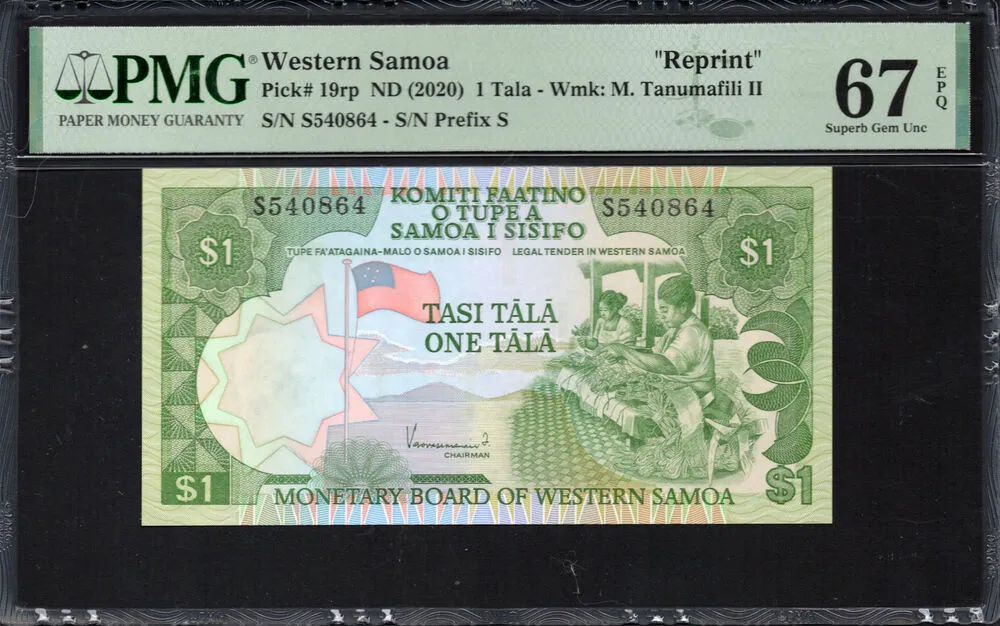 PMG®
PAPER MONEY GUARANTY
Western Samoa "Reprint"
Pick# 19rp ND (2020) 1 Tala - Wmk: M. Tanumafili II
S/N S540864 - S/N Prefix S
67
EPQ
Superb Gem Unc
S540864
S540864
KOMITI FAATINO
O TUPE A
SAMOA I SISIFO
$1
$1
TUPE FA'ATAGAINA-MALO O SAMOA I SISIFO LEGAL TENDER IN WESTERN SAMOA
TASI TĀLĀ
ONE TĀLĀ
CHAIRMAN
$1
MONETARY BOARD OF WESTERN SAMOA
$1